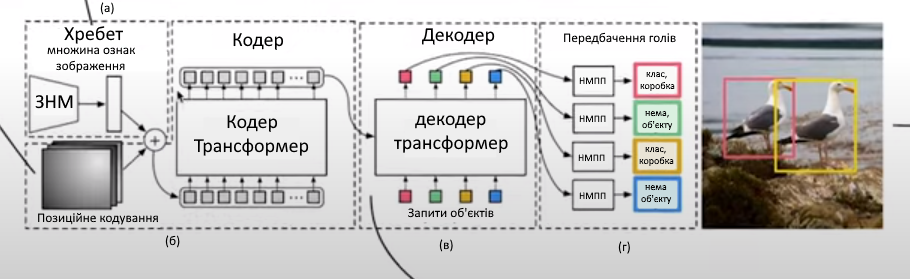 (а)
Хребет
множина ознак
зображення
ЗНМ
Позиційне кодування
Кодер
Кодер
Трансформер
(б)
Декодер
декодер
трансформер
Запити об'єктів
(в)
Передбачення голів
НМПП
клас,
коробка
НМПП
нема,
об'єкту
НМПП
клас,
коробка
НМПП
нема
об'єкту
(г)